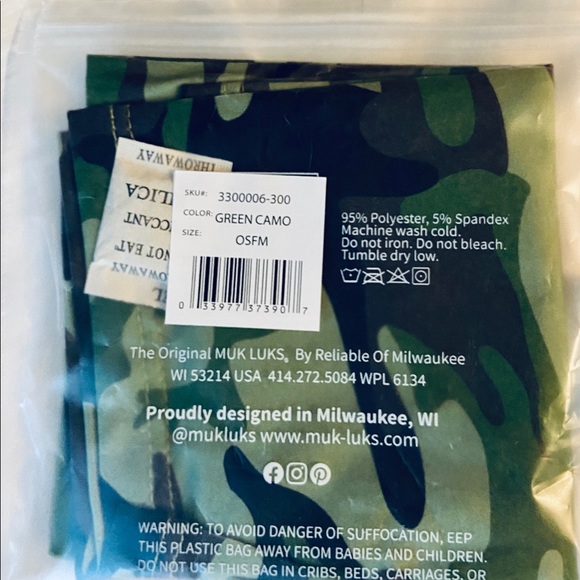 THROWAWAY
SILICA
DO NOT EAT"
THROWAWAY
SKU#: 3300006-300
COLOR: GREEN CAMO
SIZE: OSFM
0 33977 37390 7
95% Polyester, 5% Spandex
Machine wash cold.
Do not iron. Do not bleach.
Tumble dry low.
The Original MUK LUKS® By Reliable Of Milwaukee
WI 53214 USA 414.272.5084 WPL 6134
Proudly designed in Milwaukee, WI
@mukluks www.muk-luks.com
WARNING: TO AVOID DANGER OF SUFFOCATION, EEP
THIS PLASTIC BAG AWAY FROM BABIES AND CHILDREN.
DO NOT USE THIS BAG IN CRIBS, BEDS, CARRIAGES, OR